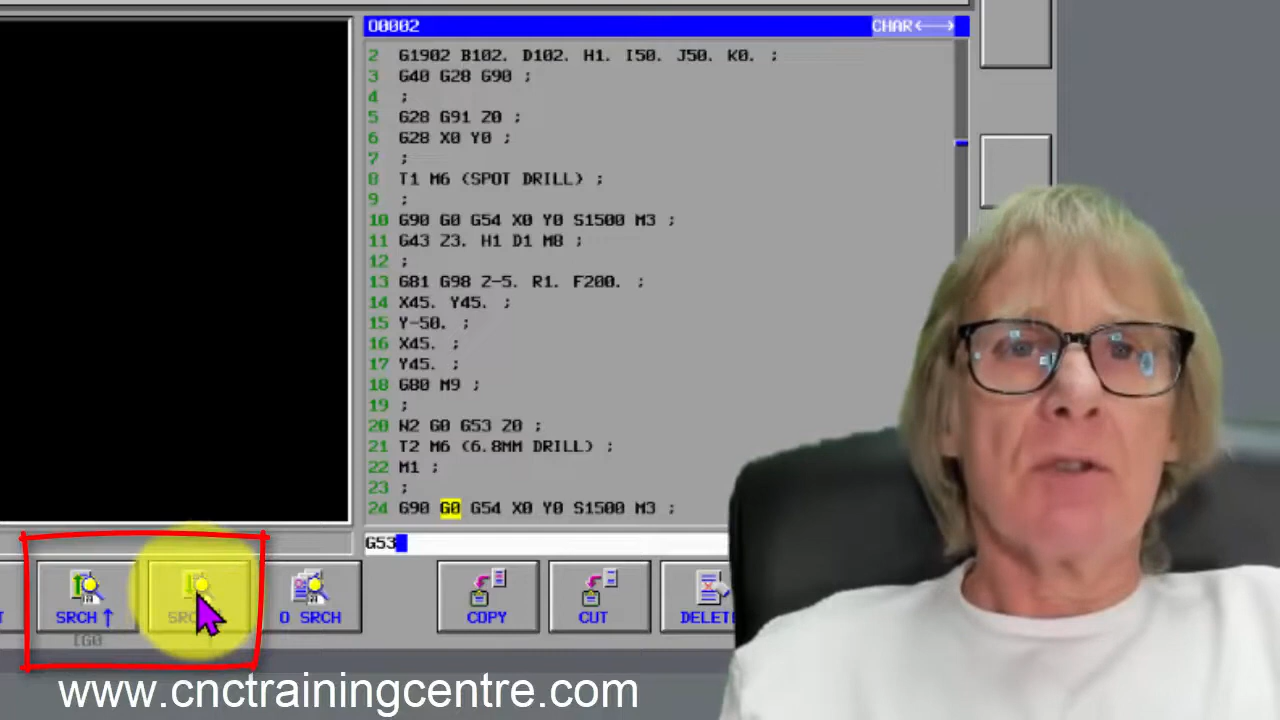 O0002 CHAR
2 G1902 B102. D102. H1. I50. J50. K0. ;
3 G40 G28 G90 ;
4 ;
5 G28 G91 Z0 ;
6 G28 X0 Y0 ;
7 ;
8 T1 M6 (SPOT DRILL) ;
9 ;
10 G90 G0 G54 X0 Y0 S1500 M3 ;
11 G43 Z3. H1 D1 M8 ;
12 ;
13 G81 G98 Z-5. R1. F200. ;
14 X45. Y45. ;
15 Y-50. ;
16 X45. ;
17 Y45. ;
18 G80 M9 ;
19 ;
20 N2 G0 G53 Z0 ;
21 T2 M6 (6.8MM DRILL) ;
22 M1 ;
23 ;
24 G90 G0 G54 X0 Y0 S1500 M3 ;
G53
SRCH ↑ O SRCH COPY CUT
[G0
www.cnctrainingcentre.com